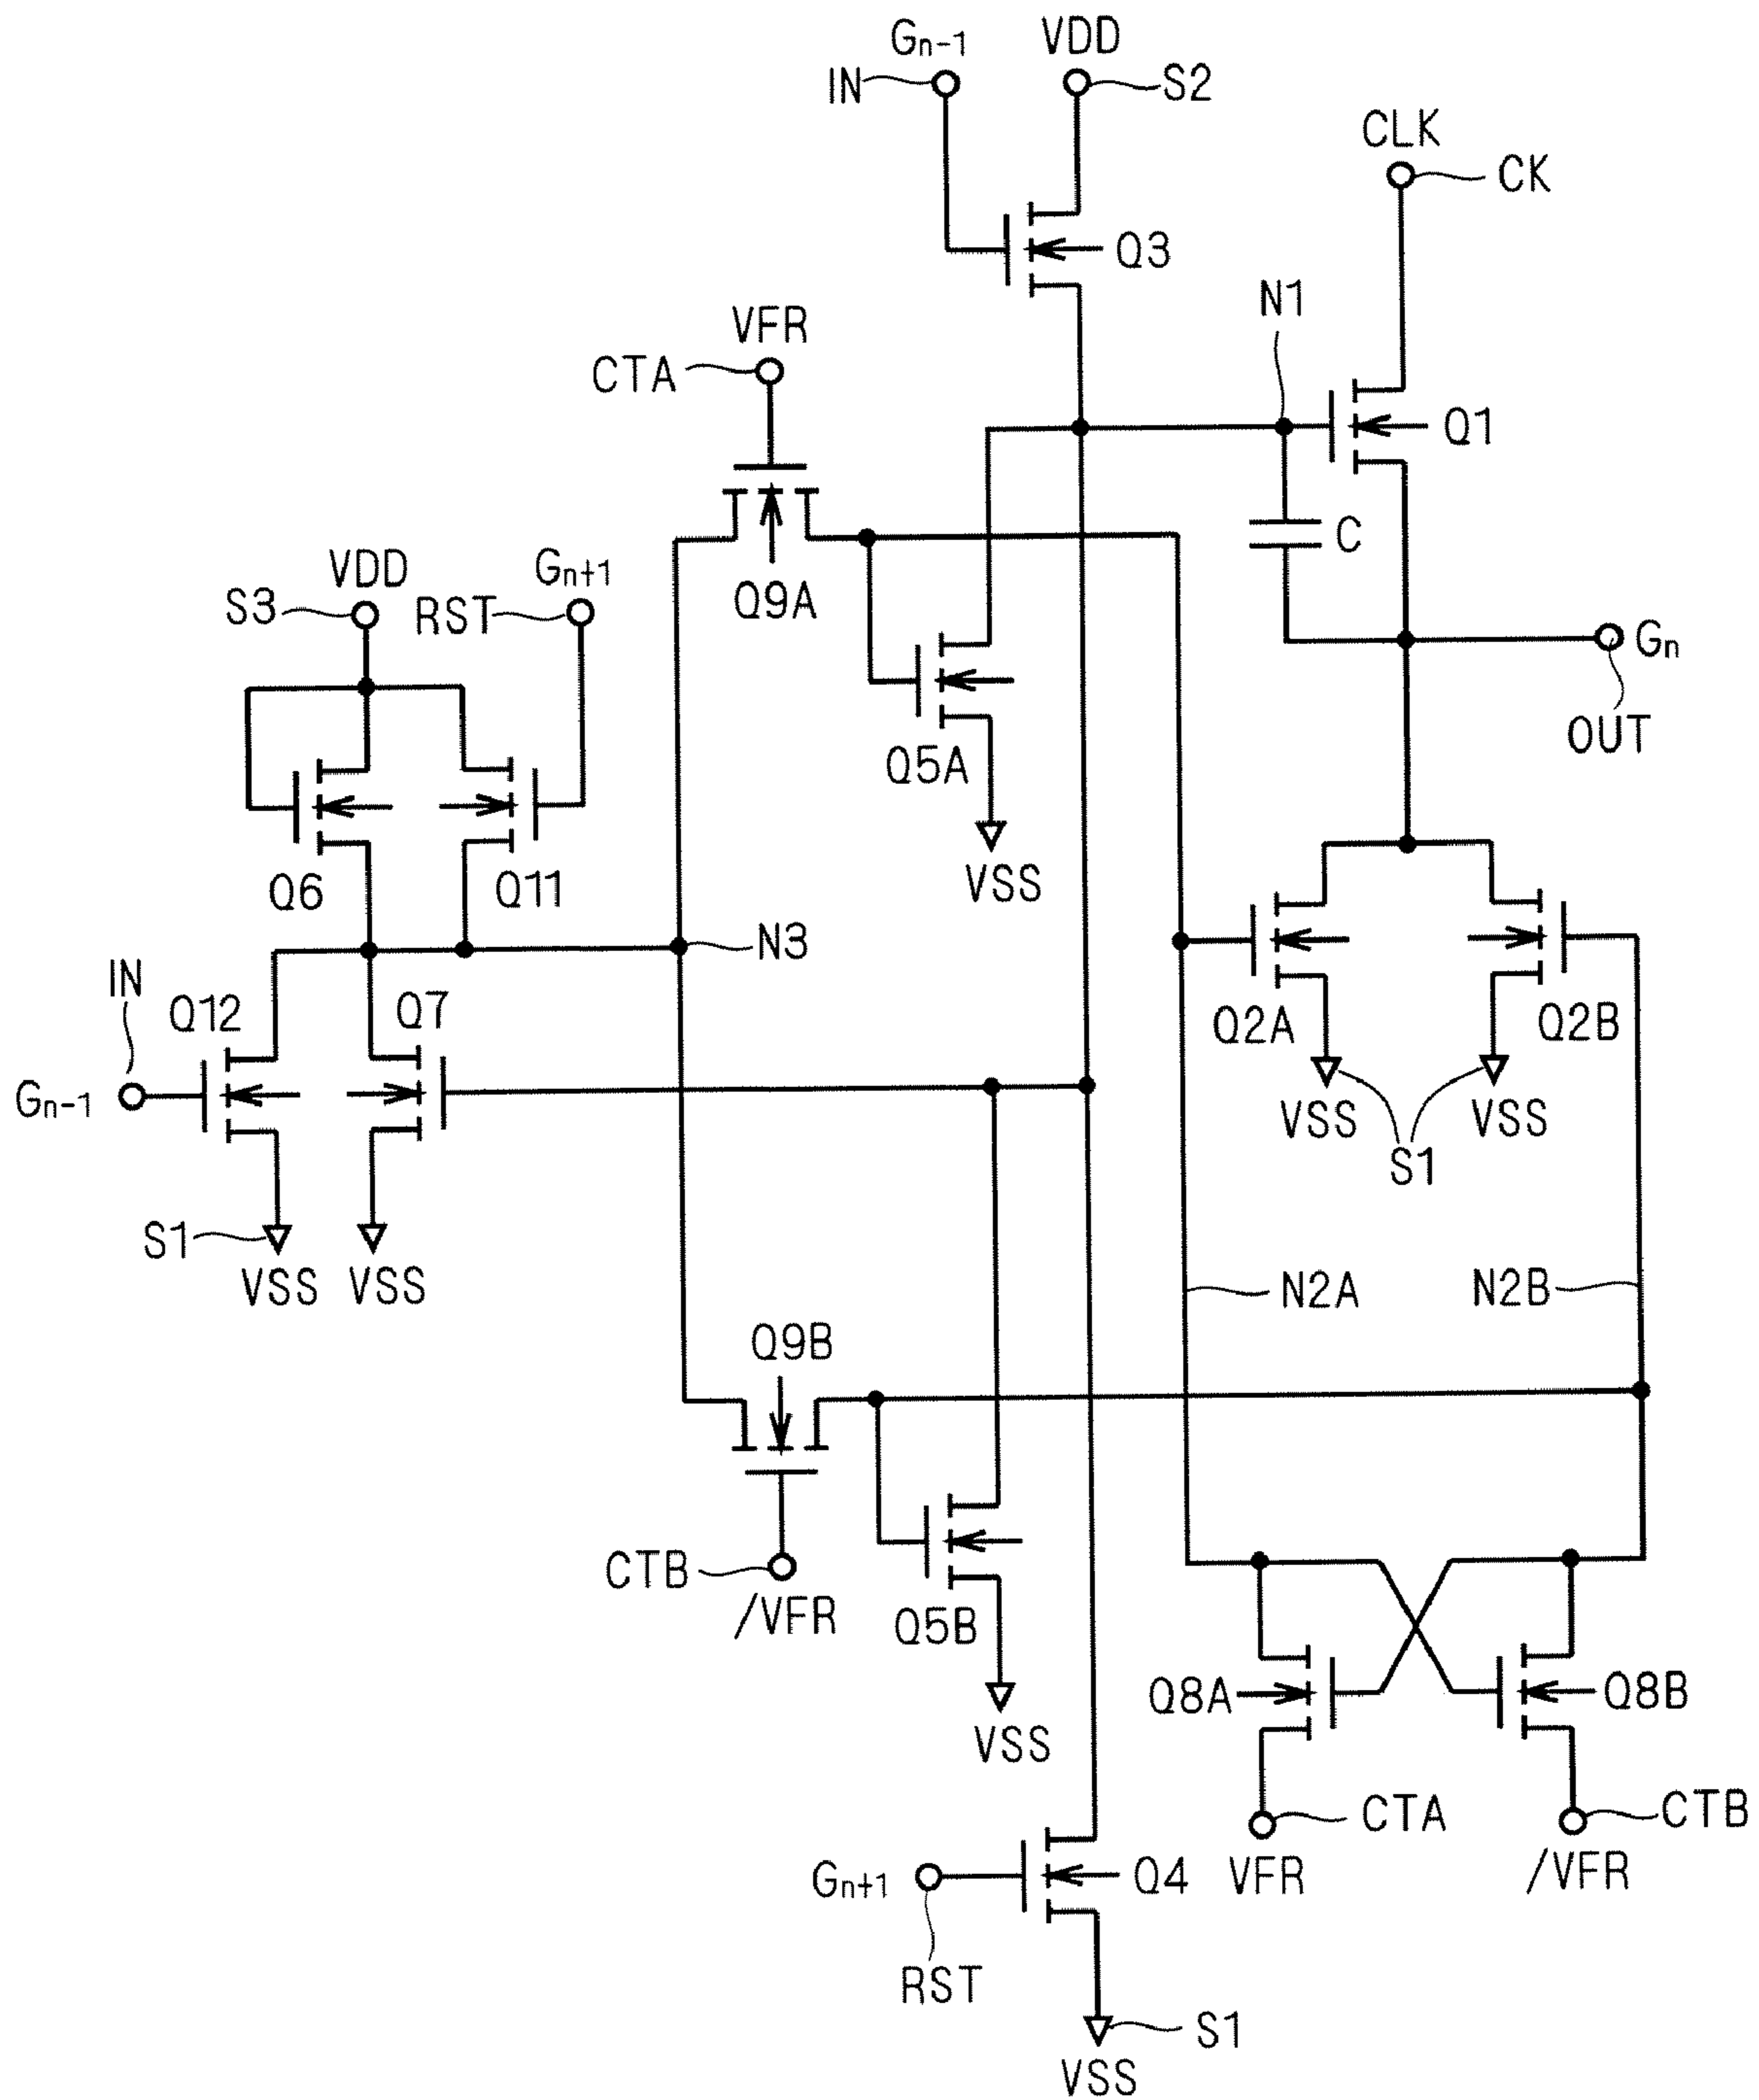 Gn-1
VDD
IN
S2
CLK
CK
Q3
N1
VFR
CTA
Q1
C
VDD
Gn+1
S3
RST
Q9A
Gn
OUT
Q5A
Q6
Q11
VSS
N3
IN
Q12
Q7
Q2A
Q2B
Gn-1
VSS
VSS
S1
S1
VSS
VSS
N2A
N2B
Q9B
CTB
/VFR
Q5B
Q8A
Q8B
VSS
CTA
CTB
Gn+1
Q4
VFR
/VFR
RST
S1
VSS